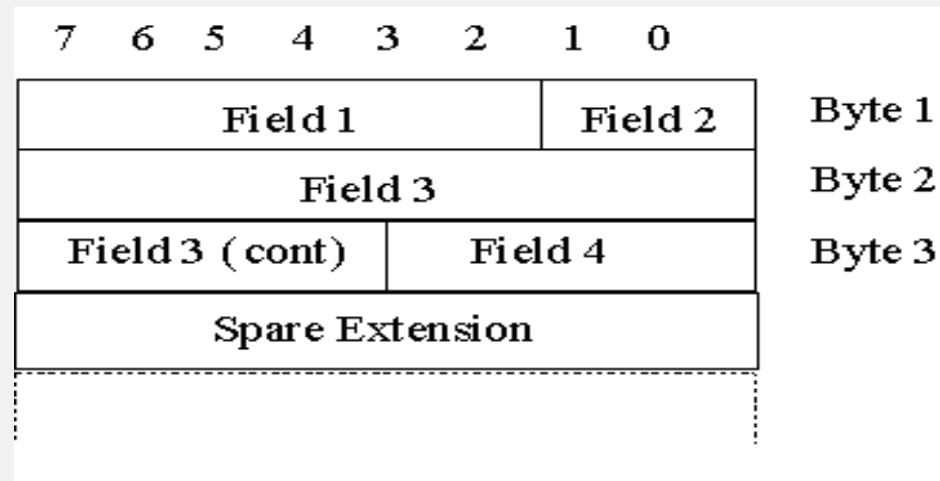 7 6 5 4 3 2 1 0
Field 1 Field 2 Byte 1
Field 3 Byte 2
Field 3 ( cont) Field 4 Byte 3
Spare Extension